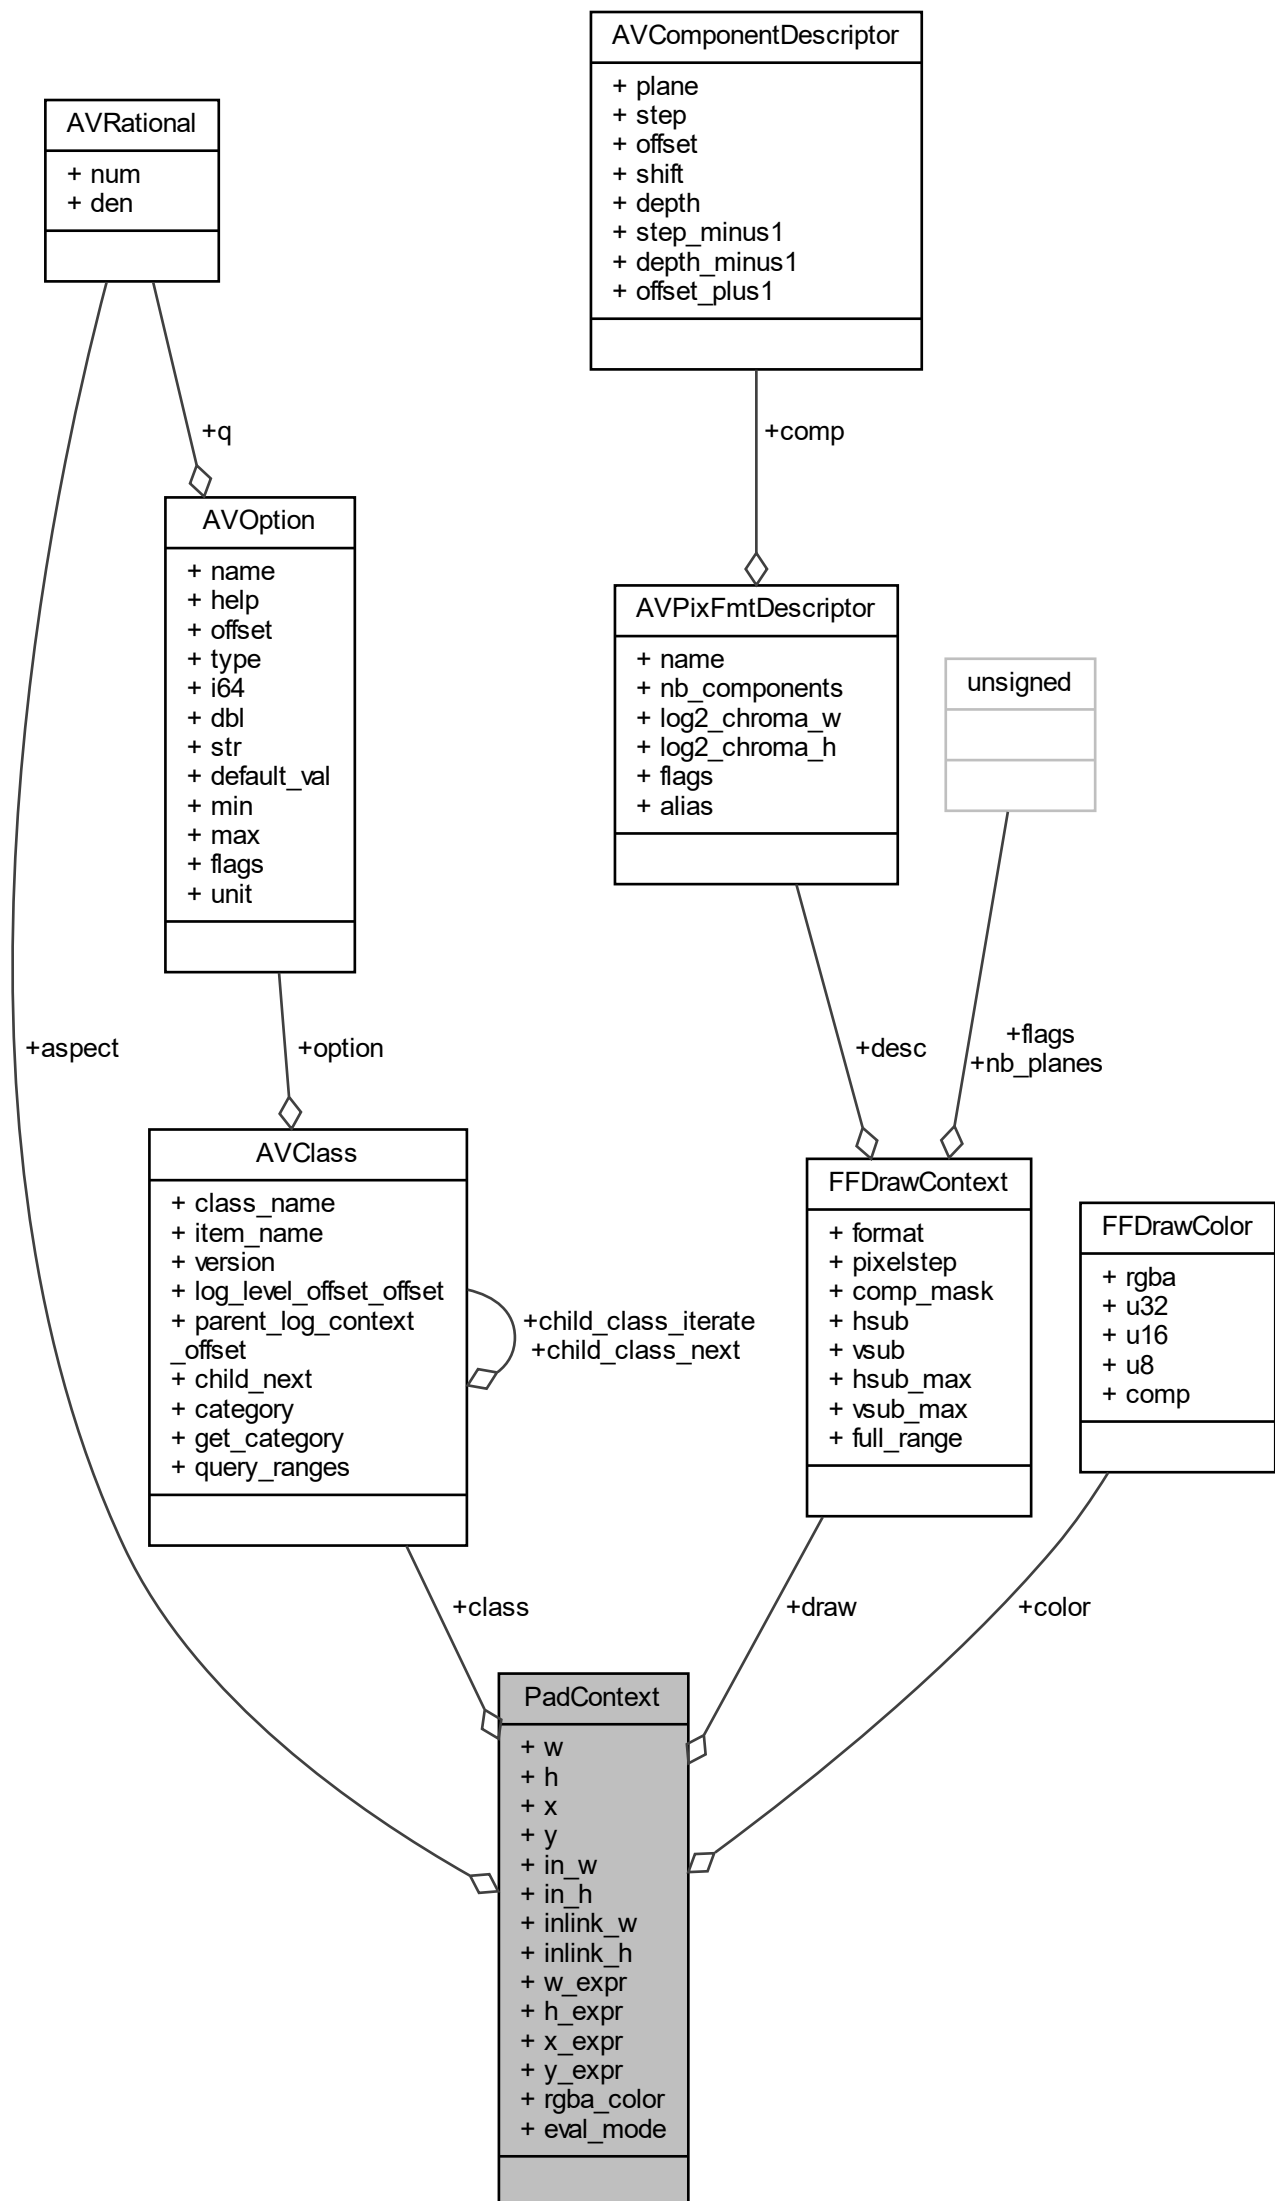 AVComponentDescriptor
+ plane
+ step
+ offset
+ shift
+ depth
+ step_minus1
+ depth_minus1
+ offset_plus1
AVRational
+ num
+ den
+q
+comp
AVOption
+ name
+ help
+ offset
+ type
+ i64
+ dbl
+ str
+ default_val
+ min
+ max
+ flags
+ unit
AVPixFmtDescriptor
+ name
+ nb_components
+ log2_chroma_w
+ log2_chroma_h
+ flags
+ alias
unsigned
+aspect
+option
+desc
+flags
+nb_planes
AVClass
+ class_name
+ item_name
+ version
+ log_level_offset_offset
+ parent_log_context
_offset
+ child_next
+ category
+ get_category
+ query_ranges
+child_class_iterate
+child_class_next
FFDrawContext
+ format
+ pixelstep
+ comp_mask
+ hsub
+ vsub
+ hsub_max
+ vsub_max
+ full_range
FFDrawColor
+ rgba
+ u32
+ u16
+ u8
+ comp
+class
+draw
+color
PadContext
+ w
+ h
+ x
+ y
+ in_w
+ in_h
+ inlink_w
+ inlink_h
+ w_expr
+ h_expr
+ x_expr
+ y_expr
+ rgba_color
+ eval_mode